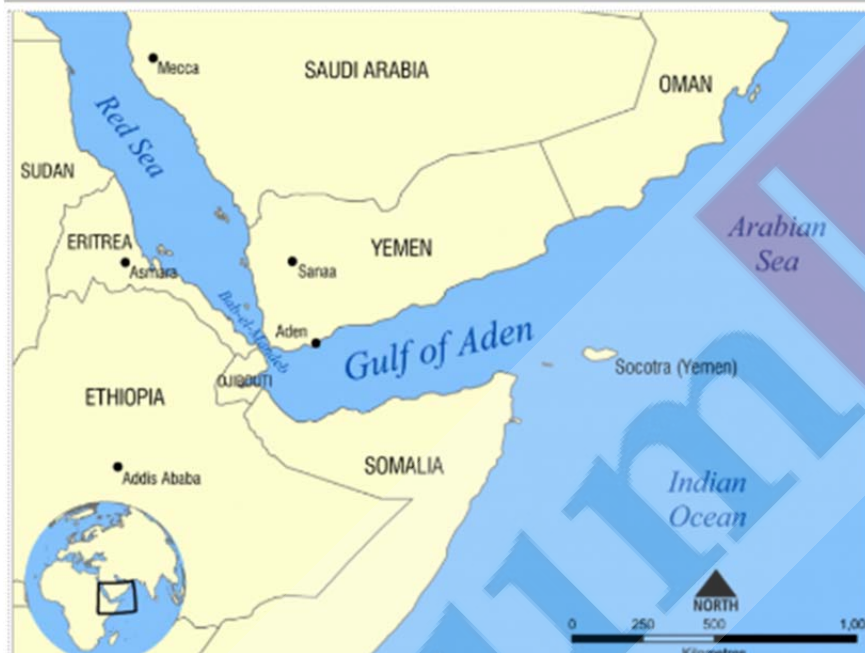 Mecca
SAUDI ARABIA
OMAN
Red Sea
SUDAN
Arabian
Sea
ERITREA
YEMEN
Asmara
Sanaa
Bab-el-Mandeb
Aden
Gulf of Aden
Socotra (Yemen)
DJIBOUTI
ETHIOPIA
SOMALIA
Addis Ababa
Indian
Ocean
NORTH
0 250 500